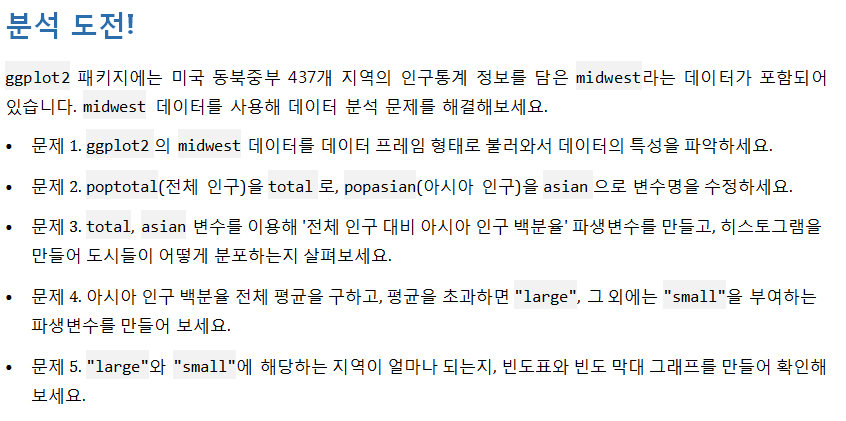 분석 도전!
ggplot2 패키지에는 미국 동북중부 437개 지역의 인구통계 정보를 담은 midwest라는 데이터가 포함되어
있습니다. midwest 데이터를 사용해 데이터 분석 문제를 해결해보세요.
• 문제 1. ggplot2 의 midwest 데이터를 데이터 프레임 형태로 불러와서 데이터의 특성을 파악하세요.
• 문제 2. poptotal(전체 인구)을 total 로, popasian(아시아 인구)을 asian 으로 변수명을 수정하세요.
• 문제 3. total, asian 변수를 이용해 '전체 인구 대비 아시아 인구 백분율' 파생변수를 만들고, 히스토그램을
만들어 도시들이 어떻게 분포하는지 살펴보세요.
• 문제 4. 아시아 인구 백분율 전체 평균을 구하고, 평균을 초과하면 "large", 그 외에는 "small"을 부여하는
파생변수를 만들어 보세요.
• 문제 5. "large"와 "small"에 해당하는 지역이 얼마나 되는지, 빈도표와 빈도 막대 그래프를 만들어 확인해
보세요.